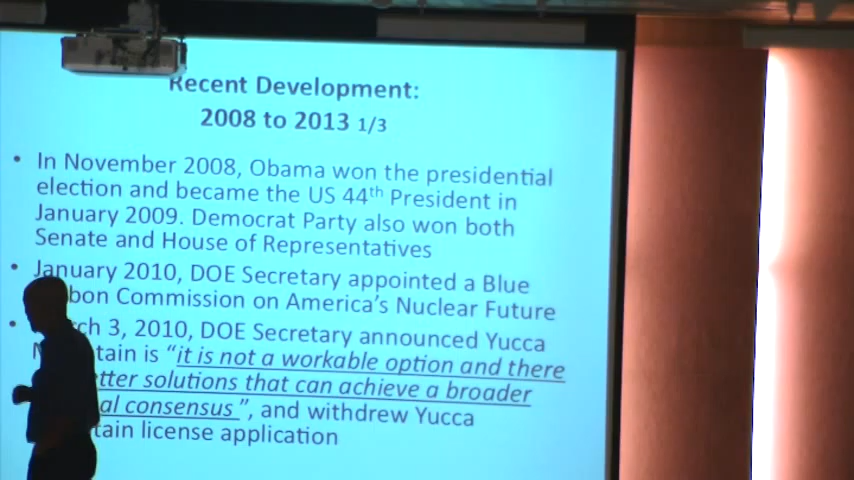 Recent Development:
2008 to 2013 1/3
• In November 2008, Obama won the presidential
election and became the US 44th President in
January 2009. Democrat Party also won both
Senate and House of Representatives
• January 2010, DOE Secretary appointed a Blue
bon Commission on America's Nuclear Future
• ch 3, 2010, DOE Secretary announced Yucca
tain is "it is not a workable option and there
tter solutions that can achieve a broader
al consensus ", and withdrew Yucca
tain license application